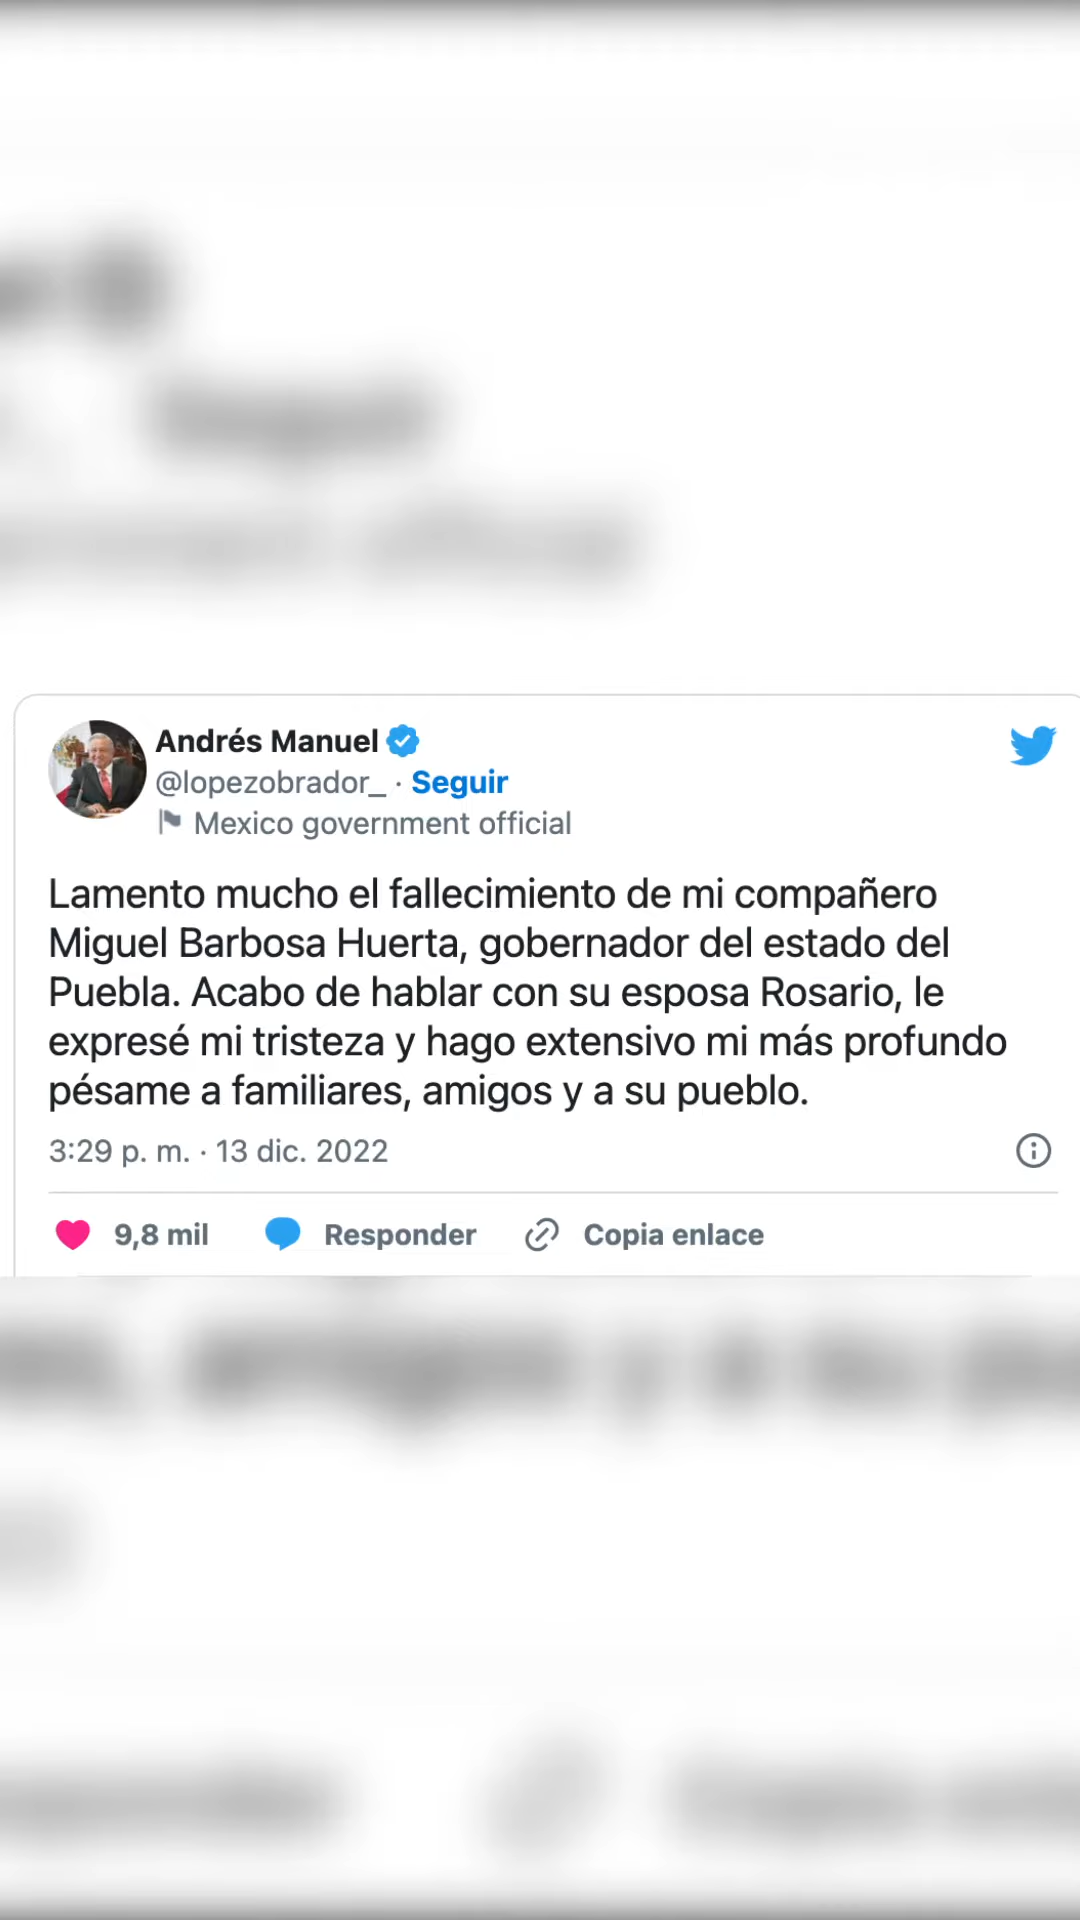 Andrés Manuel
@lopezobrador_ · Seguir
Mexico government official
Lamento mucho el fallecimiento de mi compañero
Miguel Barbosa Huerta, gobernador del estado del
Puebla. Acabo de hablar con su esposa Rosario, le
expresé mi tristeza y hago extensivo mi más profundo
pésame a familiares, amigos y a su pueblo.
3:29 p. m. · 13 dic. 2022
9,8 mil Responder Copia enlace